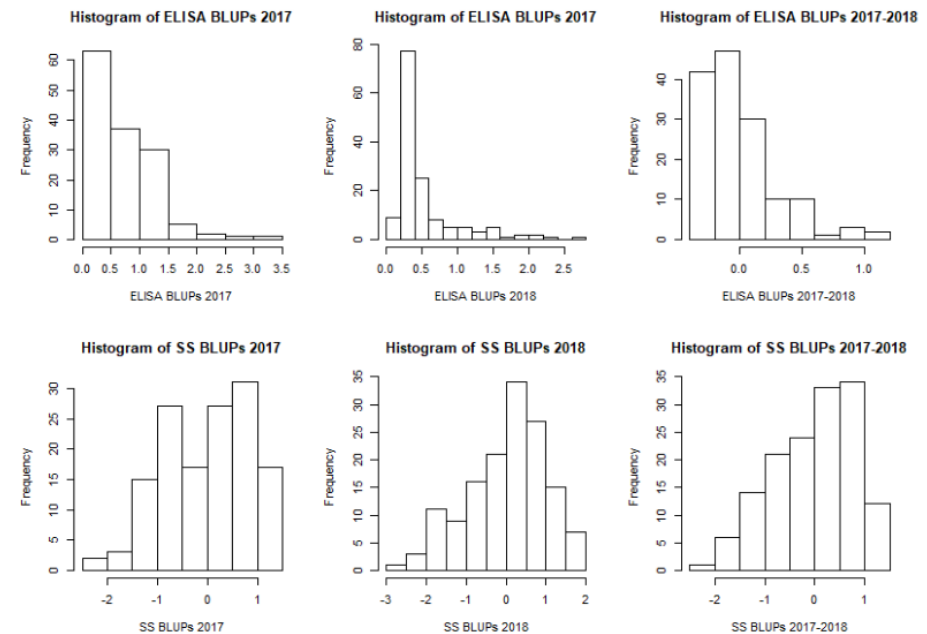 Histogram of ELISA BLUPs 2017
Frequency
0 10 20 30 40 50 60
0.0 0.5 1.0 1.5 2.0 2.5 3.0 3.5
ELISA BLUPs 2017
Histogram of ELISA BLUPs 2017
Frequency
0 20 40 60 80
0.0 0.5 1.0 1.5 2.0 2.5
ELISA BLUPs 2018
Histogram of ELISA BLUPs 2017-2018
Frequency
0 10 20 30 40
0.0 0.5 1.0
ELISA BLUPs 2017-2018
Histogram of SS BLUPs 2017
Frequency
0 5 10 15 20 25 30
-2 -1 0 1
SS BLUPs 2017
Histogram of SS BLUPs 2018
Frequency
0 5 10 15 20 25 30 35
-3 -2 -1 0 1 2
SS BLUPs 2018
Histogram of SS BLUPs 2017-2018
Frequency
0 5 10 15 20 25 30 35
-2 -1 0 1
SS BLUPs 2017-2018